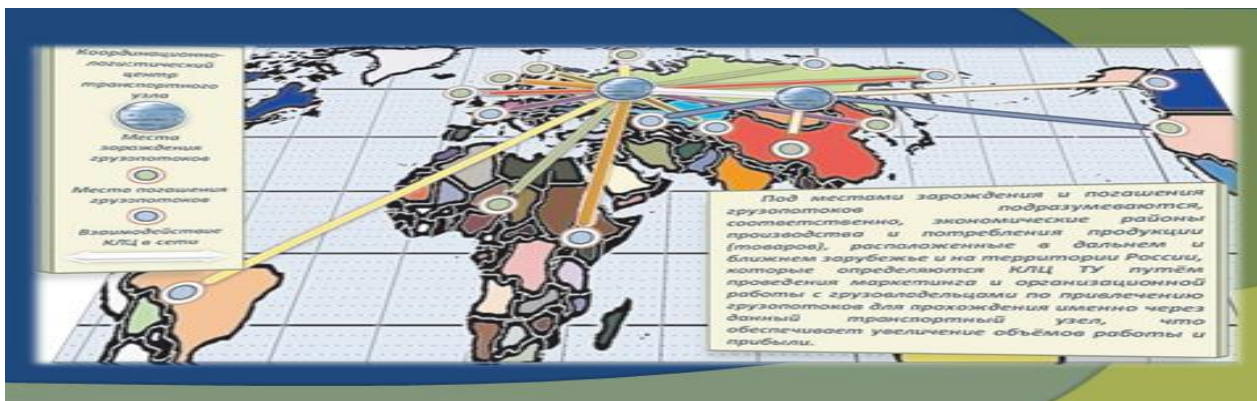 Координационно-
логистический
центр
транспортного
узла
Места
зарождения
грузопотоков
Место погашения
грузопотоков
Взаимодействие
КЛЦ в сети
Под местами зарождения и погашения
грузопотоков подразумеваются,
соответственно, экономические районы
производства и потребления продукции
(товаров), расположенные в дальнем и
ближнем зарубежье и на территории России,
которые определяются КЛЦ ТУ путём
проведения маркетинга и организационной
работы с грузовлодельцами по привлечению
грузопотоков для прохождения именно через
данный транспортный узел, что
обеспечивает увеличение объёмов работы и
прибыли.